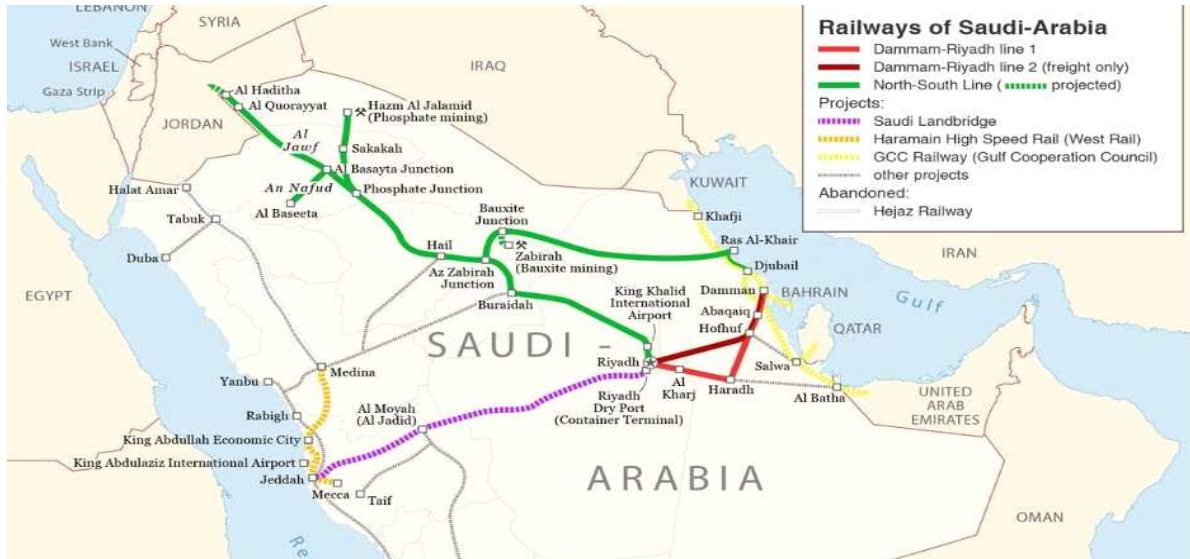 LEBANON
SYRIA
West Bank
ISRAEL
Gaza Strip
IRAQ
JORDAN
Al Haditha
Al Quorayyat
Hazm Al Jalamid
(Phosphate mining)
Al
Jawf
Sakakah
Al Basayta Junction
An Nafud
Phosphate Junction
Al Baseeta
Halat Amar
Tabuk
Duba
EGYPT
Railways of Saudi-Arabia
Dammam-Riyadh line 1
Dammam-Riyadh line 2 (freight only)
North-South Line ( projected)
Projects:
Saudi Landbridge
Haramain High Speed Rail (West Rail)
GCC Railway (Gulf Cooperation Council)
other projects
Abandoned:
Hejaz Railway
KUWAIT
Khafji
Bauxite
Junction
Hail
Zabirah
(Bauxite mining)
Az Zabirah
Junction
Buraidah
Ras Al-Khair
Djubail
IRAN
Damman
BAHRAIN
Gulf
King Khalid
International
Airport
Abaqaiq
Hofhuf
QATAR
SAUDI -
Riyadh
Salwa
Medina
Al
Kharj
Haradh
Al Batha
UNITED
ARAB
EMIRATES
Riyadh
Dry Port
(Container Terminal)
Yanbu
Rabigh
Al Moyah
(Al Jadid)
King Abdullah Economic City
King Abdulaziz International Airport
Jeddah
Mecca
Taif
ARABIA
OMAN
Re